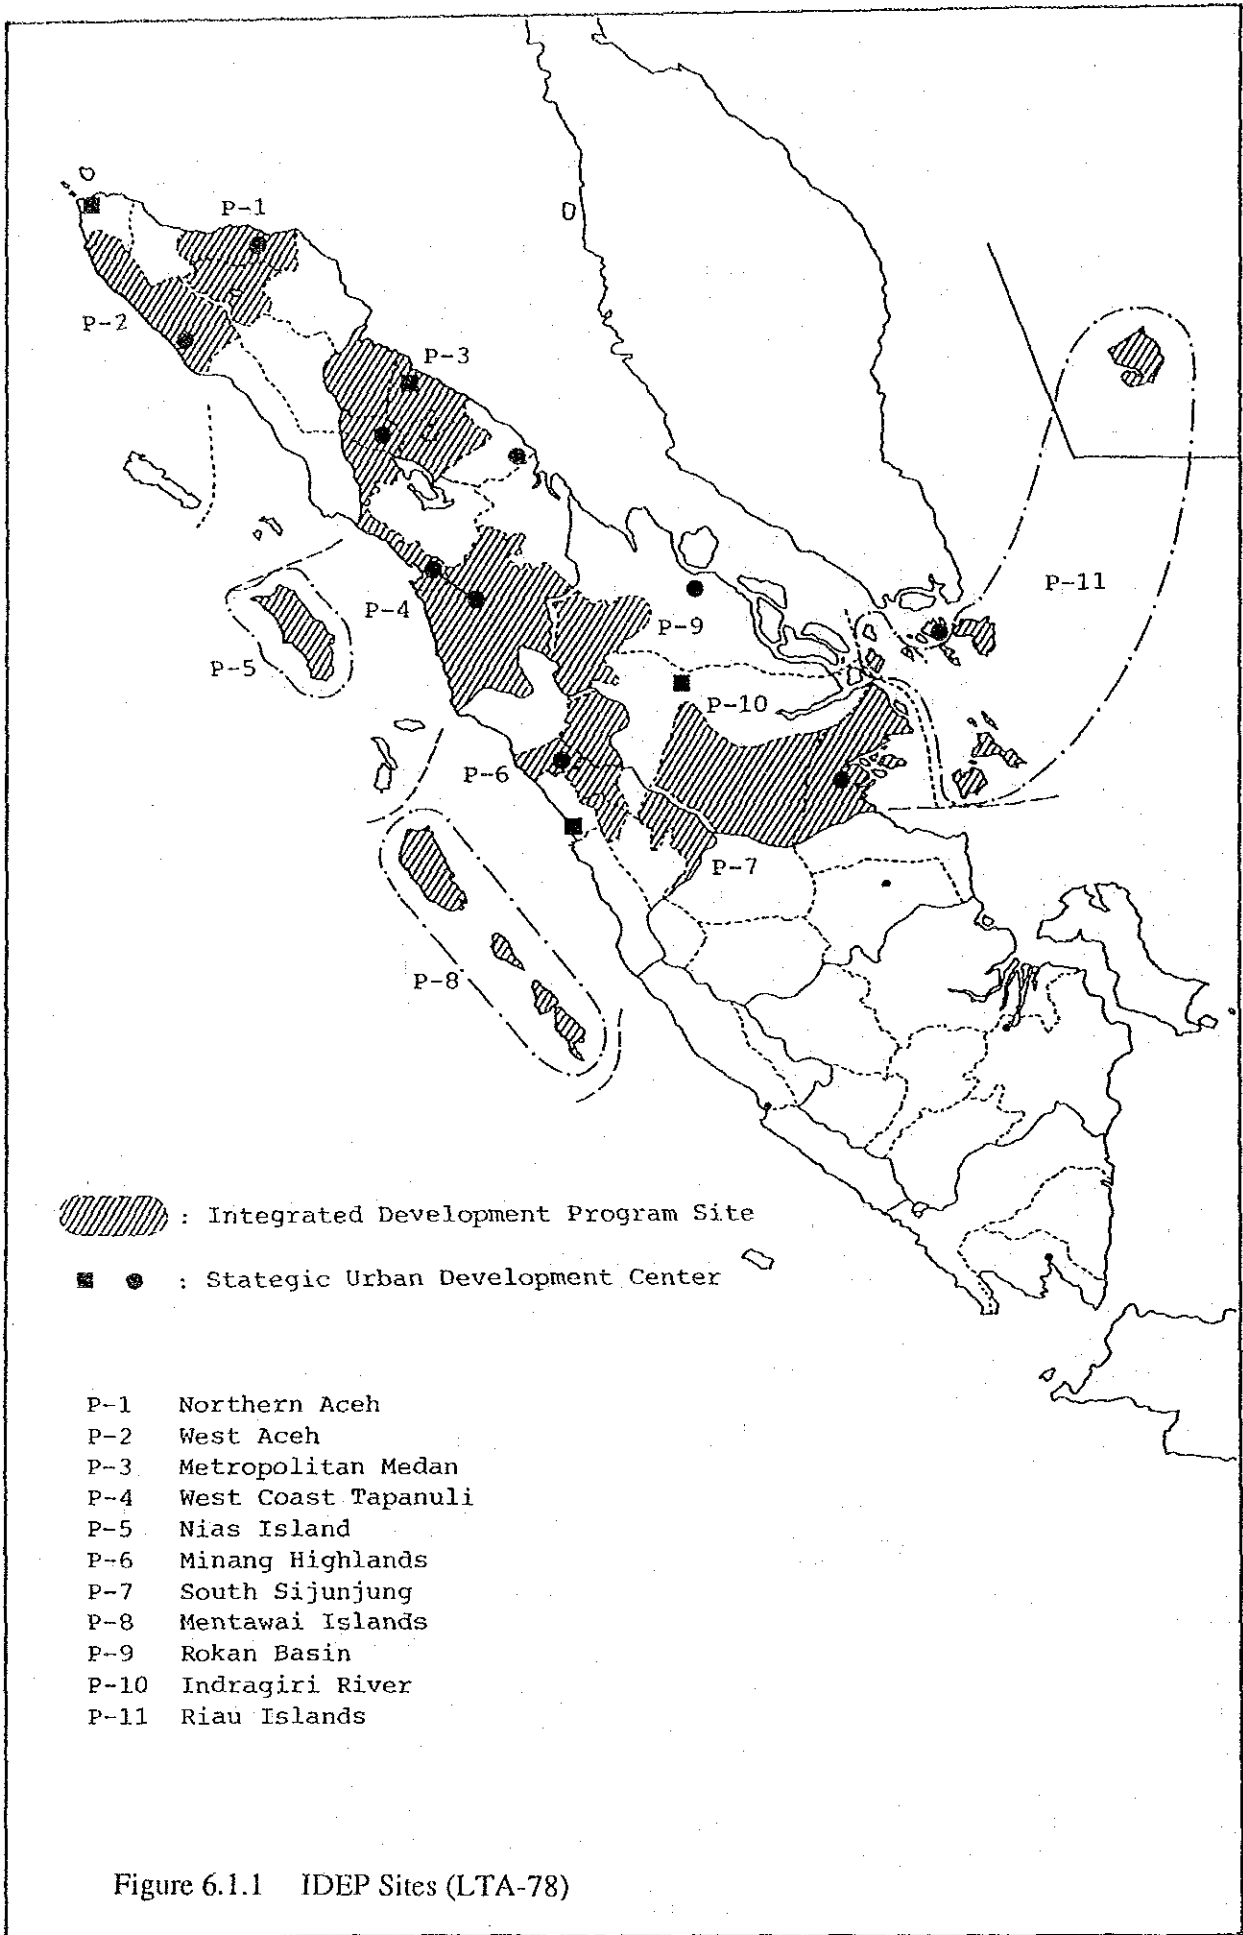 P-1
P-2
P-3
P-11
P-4
P-9
P-5
P-10
P-6
P-7
P-8
: Integrated Development Program Site
: Stategic Urban Development Center
P-1 Northern Aceh
P-2 West Aceh
P-3 Metropolitan Medan
P-4 West Coast Tapanuli
P-5 Nias Island
P-6 Minang Highlands
P-7 South Sijunjung
P-8 Mentawai Islands
P-9 Rokan Basin
P-10 Indragiri River
P-11 Riau Islands
Figure 6.1.1 IDEP Sites (LTA-78)